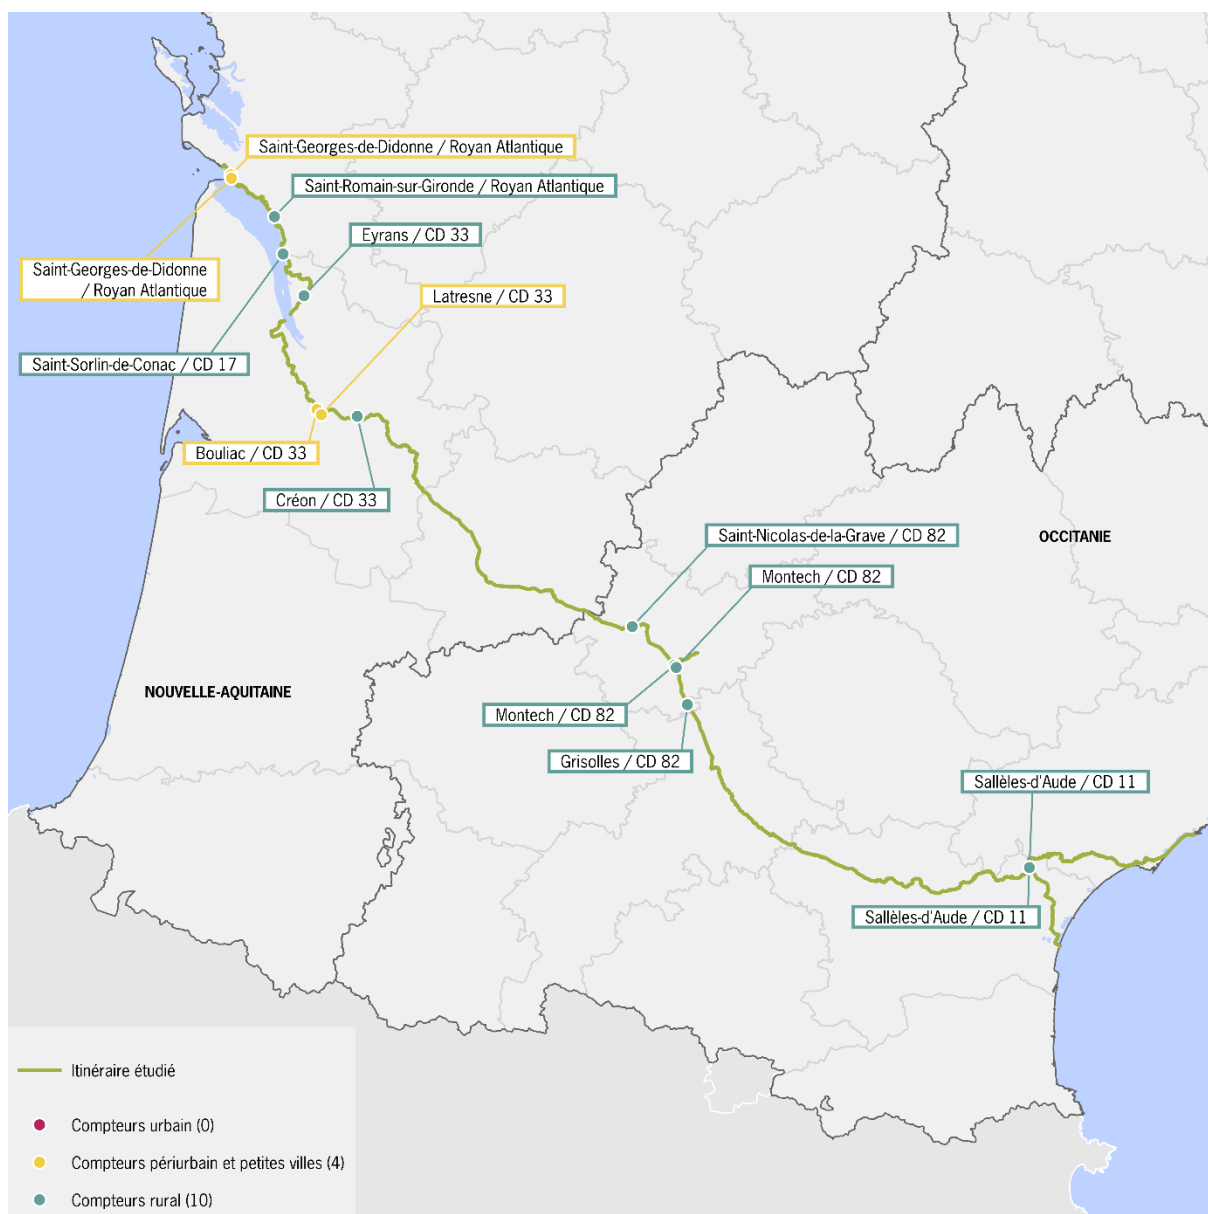 Saint-Georges-de-Didonne / Royan Atlantique
Saint-Romain-sur-Gironde / Royan Atlantique
Eyrans / CD 33
Saint-Georges-de-Didonne
/ Royan Atlantique
Latresne / CD 33
Saint-Sorlin-de-Conac / CD 17
Bouliac / CD 33
Créon / CD 33
Saint-Nicolas-de-la-Grave / CD 82
OCCITANIE
Montech / CD 82
NOUVELLE-AQUITAINE
Montech / CD 82
Grisolles / CD 82
Sallèles-d'Aude / CD 11
Sallèles-d'Aude / CD 11
Itinéraire étudié
Compteurs urbain (0)
Compteurs périurbain et petites villes (4)
Compteurs rural (10)